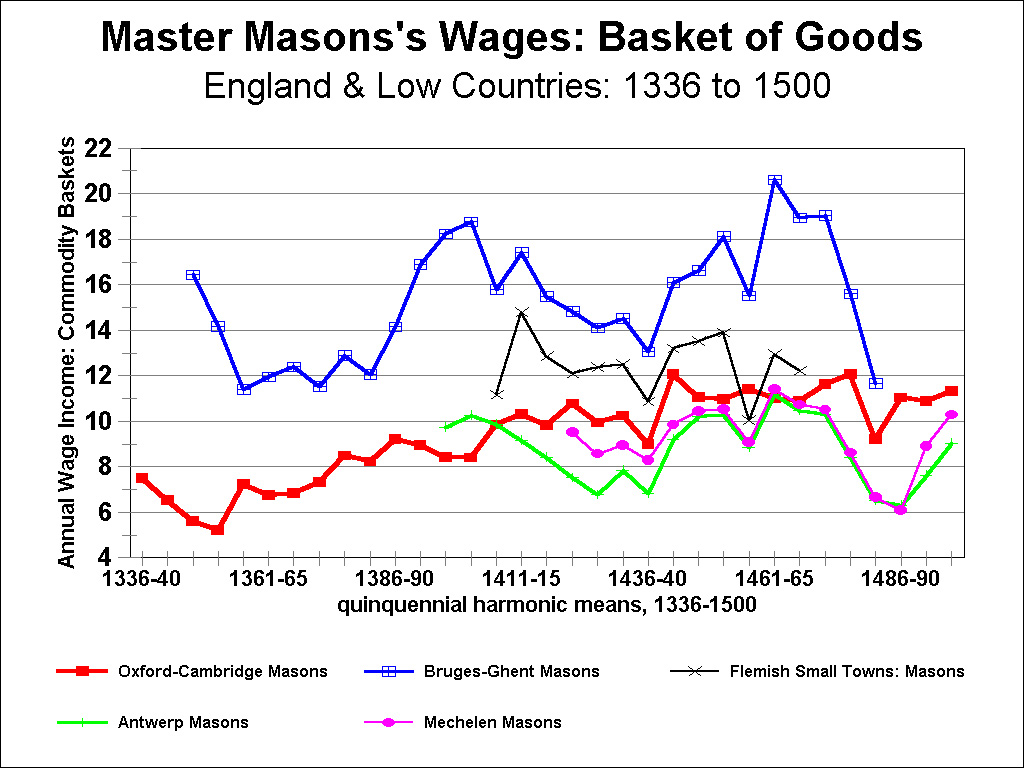 Master Masons's Wages: Basket of Goods
England & Low Countries: 1336 to 1500
Annual Wage Income: Commodity Baskets
22
20
18
16
14
12
10
8
6
4
1336-40 1361-65 1386-90 1411-15 1436-40 1461-65 1486-90
quinquennial harmonic means, 1336-1500
Oxford-Cambridge Masons Bruges-Ghent Masons Flemish Small Towns: Masons
Antwerp Masons Mechelen Masons